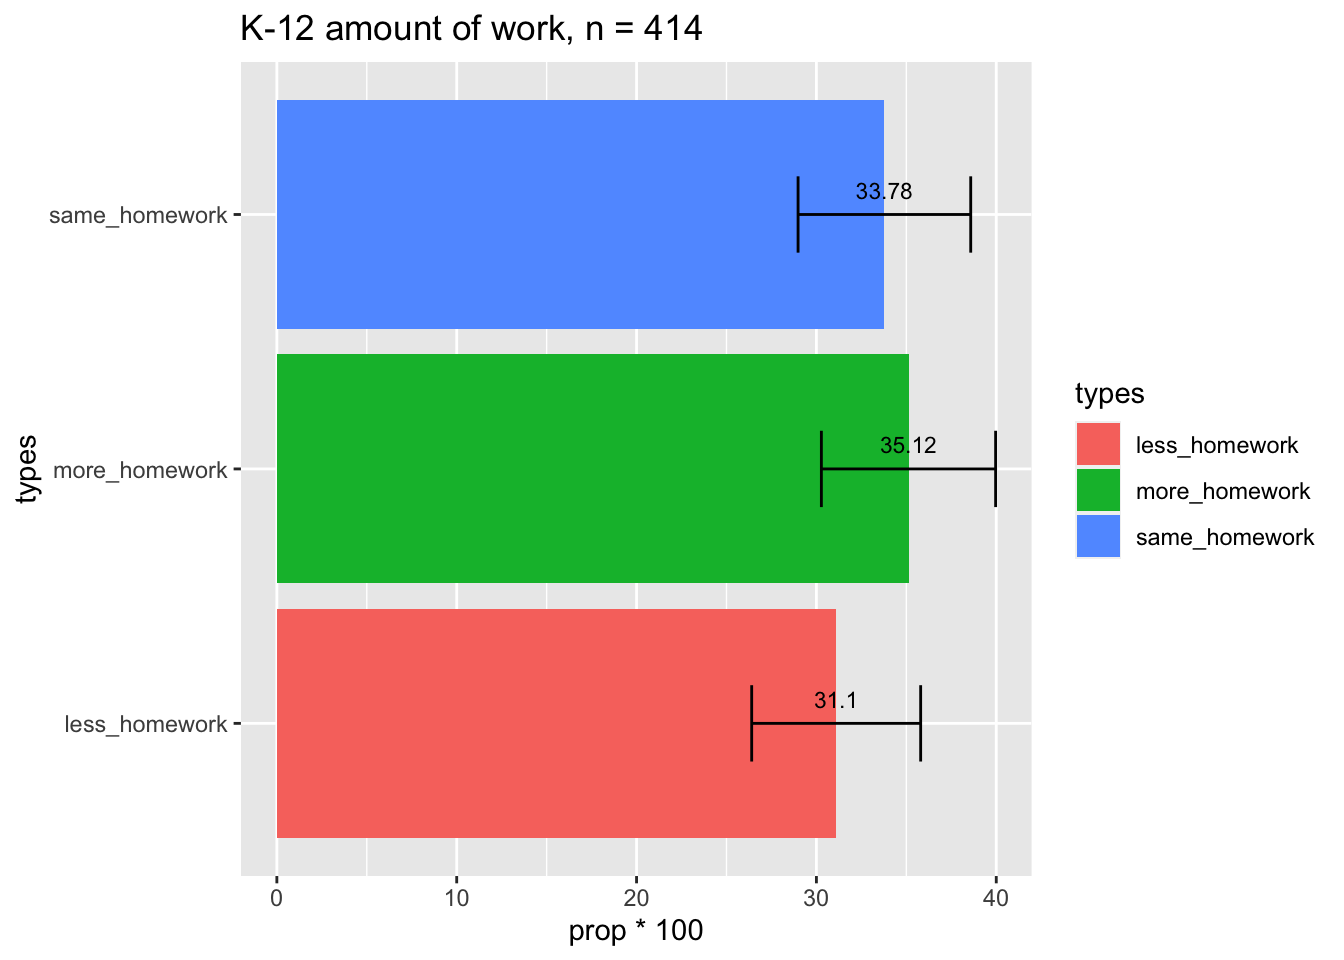 K-12 amount of work, n = 414
same_homework
33.78
more_homework
35.12
less_homework
31.1
types
0 10 20 30 40
prop * 100
types
less_homework
more_homework
same_homework